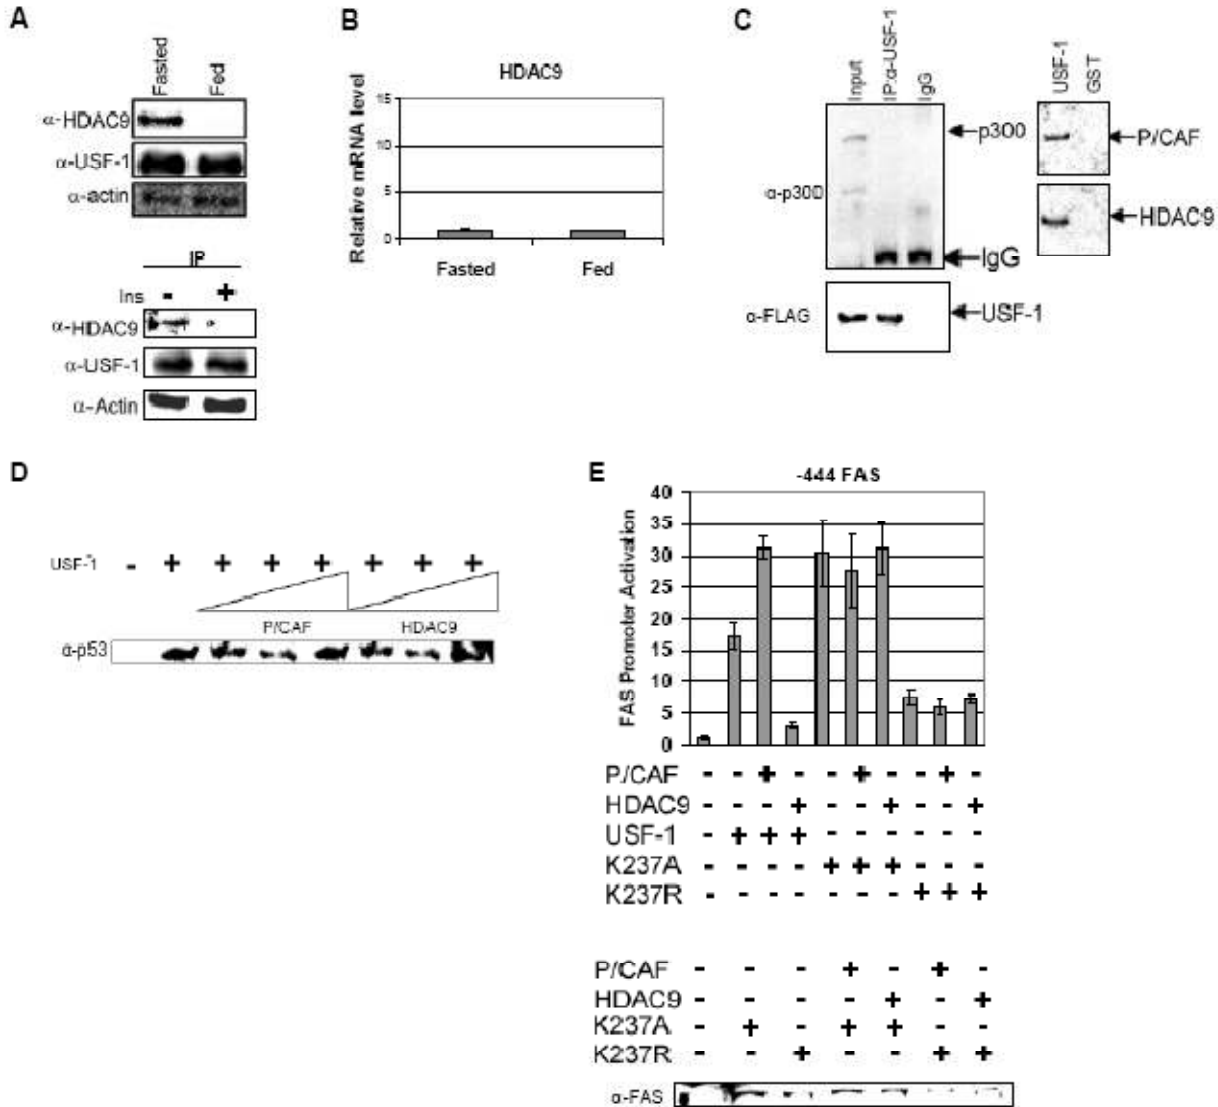 A
Fasted
Fed
α-HDAC9
α-USF-1
α-actin
IP
Ins - +
α-HDAC9
α-USF-1
α-Actin
B
HDAC9
Relative mRNA level
15
10
5
0
Fasted Fed
C
Input
IP:α-USF-1
IgG
p300
α-p300
IgG
α-FLAG
USF-1
USF-1
GST
P/CAF
HDAC9
D
USF-1 - + + + + + + +
P/CAF HDAC9
α-p53
E
-444 FAS
FAS Promoter Activation
40
35
30
25
20
15
10
5
0
P/CAF - - + - - + - - + -
HDAC9 - - - + - - + - - +
USF-1 - + + + - - - - - -
K237A - - - - + + + - - -
K237R - - - - - - - + + +
P/CAF - - - + - + -
HDAC9 - - - - + - +
K237A - + - + + - -
K237R - - + - - + +
α-FAS